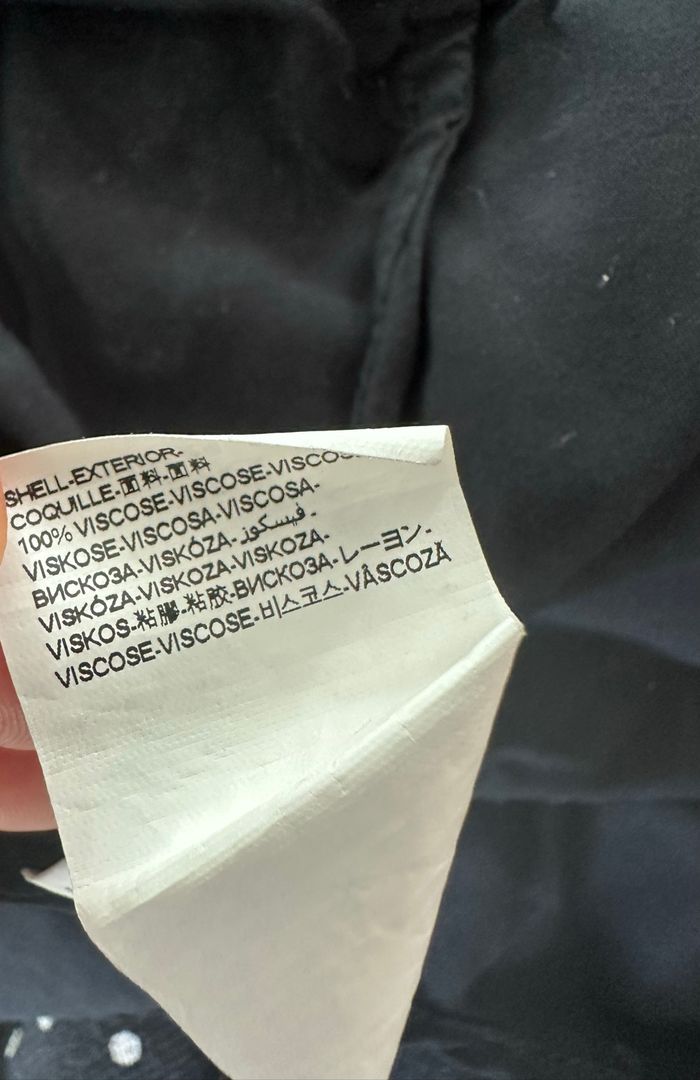 SHELL-EXTERIOR-
COQUILLE-面料-面料
100% VISCOSE-VISCOSE-VISCOS
VISKOSE-VISCOSA-VISCOSA-
ВИСКОЗА-VISKÓZA- فيسكوز -
VISKÓZA-VISKOZA-VISKOZA-
VISKOS-粘膠-粘胶-ВИСКОЗА-レーヨン-
VISCOSE-VISCOSE-비스코스-VÂSCOZĂ